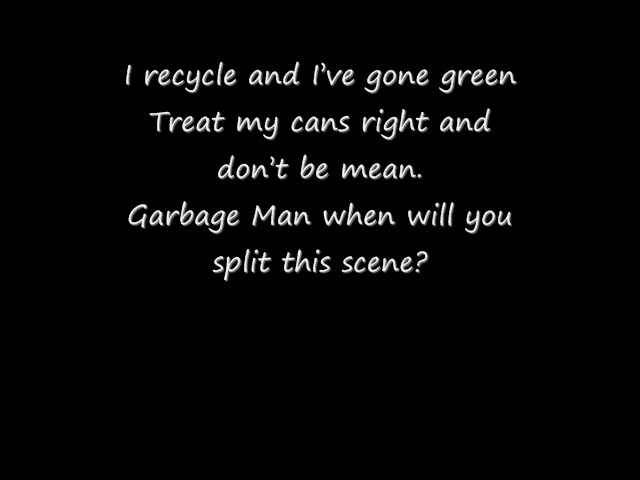 I recycle and I've gone green
Treat my cans right and
don't be mean.
Garbage Man when will you
split this scene?